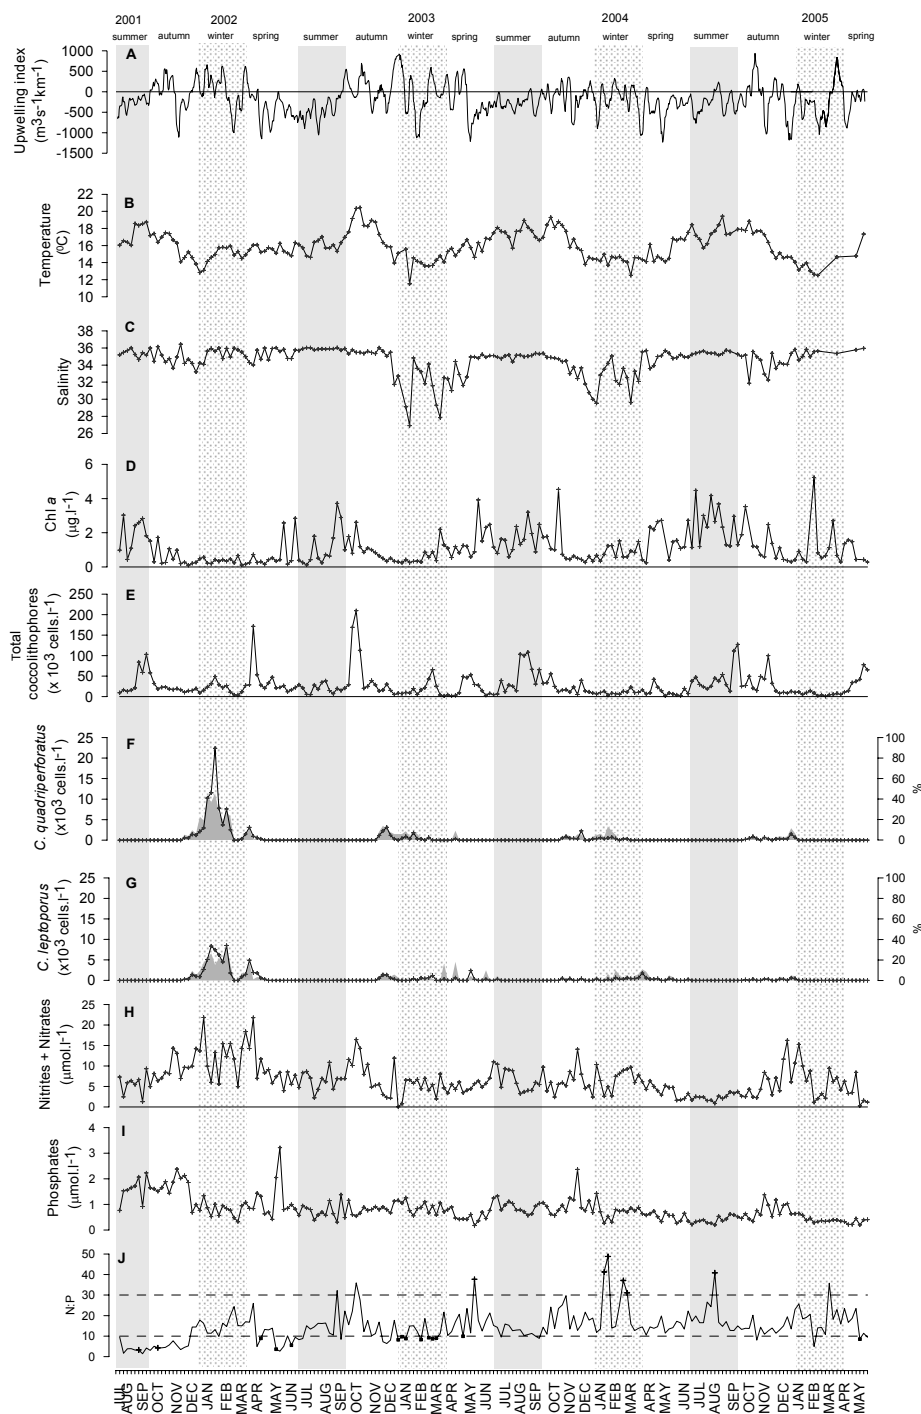 2001 2002 2003 2004 2005
summer autumn winter spring summer autumn winter spring summer autumn winter spring summer autumn winter spring
A
Upwelling index
(m3s-1km-1)
1000
500
0
-500
-1000
-1500
B
Temperature
(ºC)
22
20
18
16
14
12
10
C
Salinity
38
36
34
32
30
28
26
D
Chl a
(µg.l-1)
6
4
2
0
E
Total
coccolithophores
(x 103 cells.l-1)
250
200
150
100
50
0
F
C. quadriperforatus
(x103 cells.l-1)
25
20
15
10
5
0
100
80
60
40
20
0
%
G
C. leptoporus
(x103 cells.l-1)
25
20
15
10
5
0
100
80
60
40
20
0
%
H
Nitrites + Nitrates
(µmol.l-1)
25
20
15
10
5
0
I
Phosphates
(µmol.l-1)
4
3
2
1
0
J
N:P
50
40
30
20
10
0
JUL AUG SEP OCT NOV DEC JAN FEB MAR APR MAY JUN JUL AUG SEP OCT NOV DEC JAN FEB MAR APR MAY JUN JUL AUG SEP OCT NOV DEC JAN FEB MAR APR MAY JUN JUL AUG SEP OCT NOV DEC JAN FEB MAR APR MAY